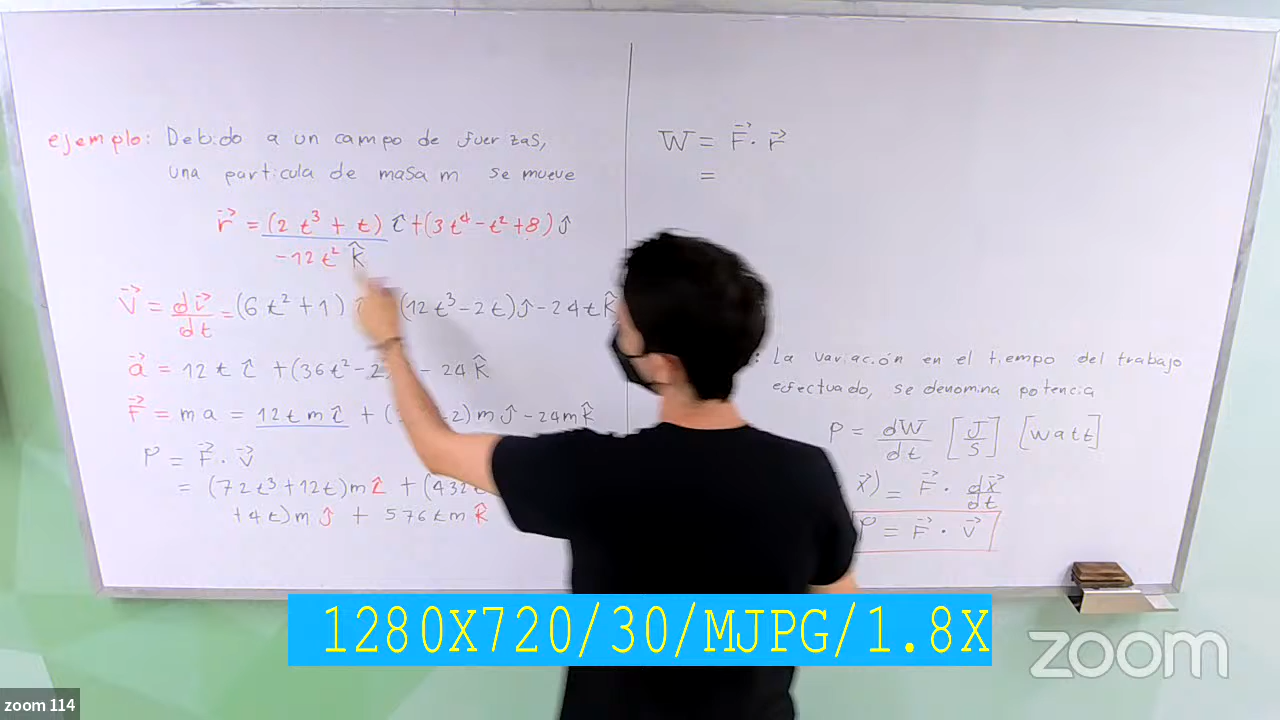 ejemplo: Debido a un campo de fuerzas,
una particula de masa m se mueve
r⃗ = (2t³ + t) î + (3t⁴ - t² + 8) ĵ
-12t² k̂
V⃗ = dr⃗/dt = (6t² + 1) (12t³ - 2t) ĵ - 24t k̂
a⃗ = 12t î + (36t² - 2 - 24 k̂
F⃗ = ma = 12tm î + ( -2) m ĵ - 24m k̂
P = F⃗ · V⃗
= (72t³ + 12t) m î + (432t
+4t) m ĵ + 576tm k̂
W = F⃗ · r⃗
=
: La variación en el tiempo del trabajo
efectuado, se denomina potencia
P = dW/dt [J/S] [watt]
x⃗) = F⃗ · dx⃗/dt
P = F⃗ · V⃗
1280X720/30/MJPG/1.8X
zoom
zoom 114